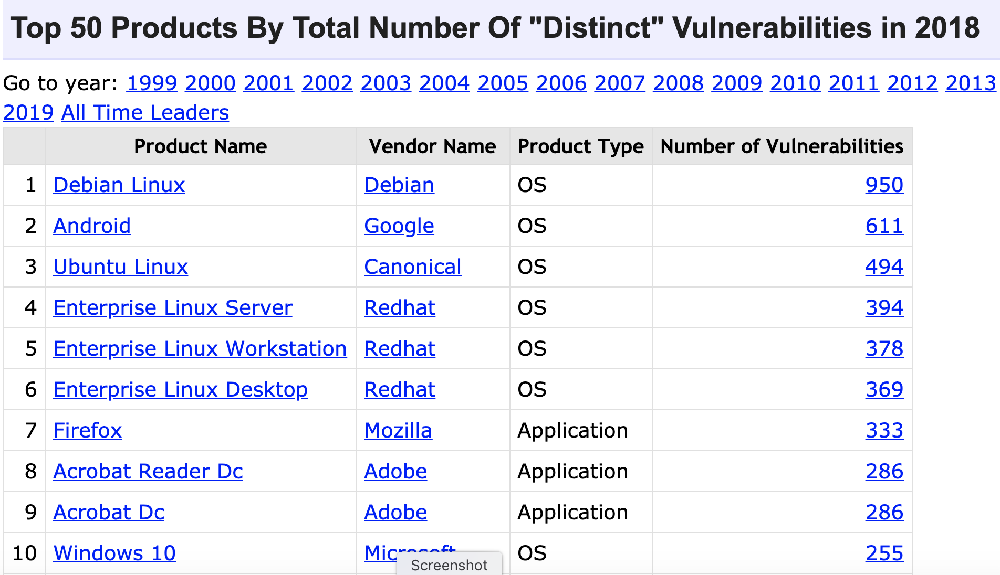 Top 50 Products By Total Number Of "Distinct" Vulnerabilities in 2018
Go to year: 1999 2000 2001 2002 2003 2004 2005 2006 2007 2008 2009 2010 2011 2012 2013
2019 All Time Leaders
Product Name Vendor Name Product Type Number of Vulnerabilities
1 Debian Linux Debian OS 950
2 Android Google OS 611
3 Ubuntu Linux Canonical OS 494
4 Enterprise Linux Server Redhat OS 394
5 Enterprise Linux Workstation Redhat OS 378
6 Enterprise Linux Desktop Redhat OS 369
7 Firefox Mozilla Application 333
8 Acrobat Reader Dc Adobe Application 286
9 Acrobat Dc Adobe Application 286
10 Windows 10 Microsoft OS 255
Screenshot